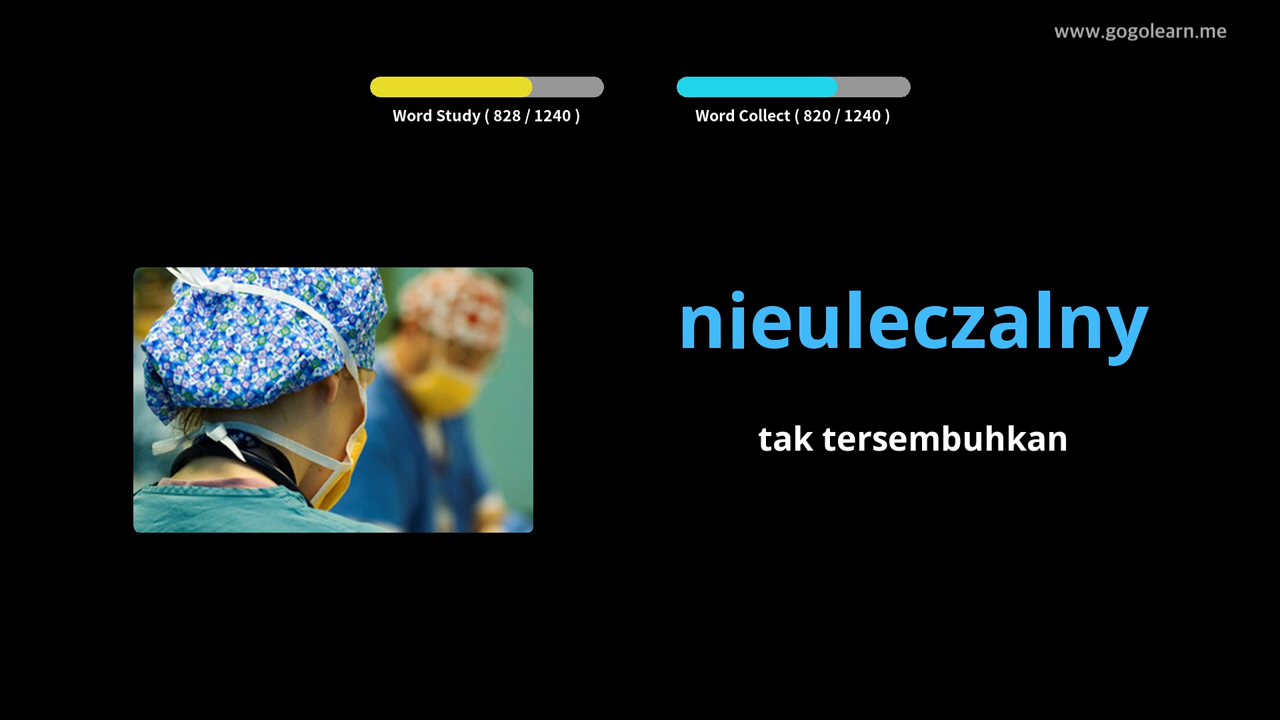 www.gogolearn.me
Word Study ( 828 / 1240 )
Word Collect ( 820 / 1240 )
nieuleczalny
tak tersembuhkan